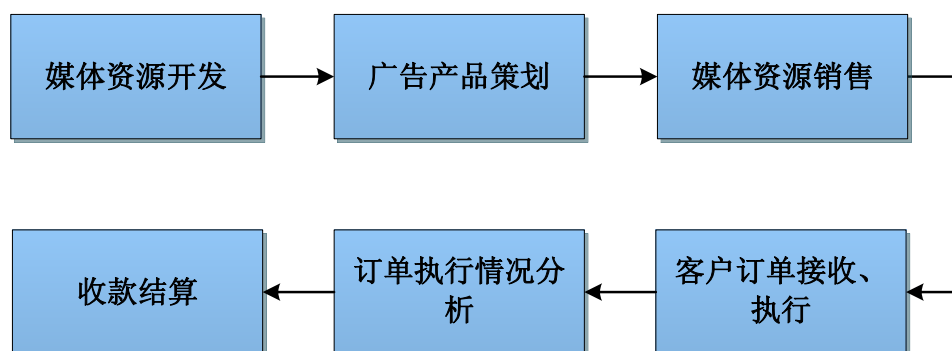 媒体资源开发
广告产品策划
媒体资源销售
客户订单接收、
执行
订单执行情况分
析
收款结算